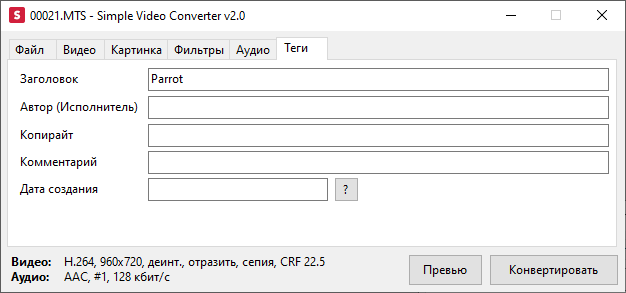 S 00021.MTS - Simple Video Converter v2.0
Файл Видео Картинка Фильтры Аудио Теги
Заголовок Parrot
Автор (Исполнитель)
Копирайт
Комментарий
Дата создания ?
Видео: H.264, 960x720, деинт., отразить, сепия, CRF 22.5
Аудио: AAC, #1, 128 кбит/с
Превью Конвертировать